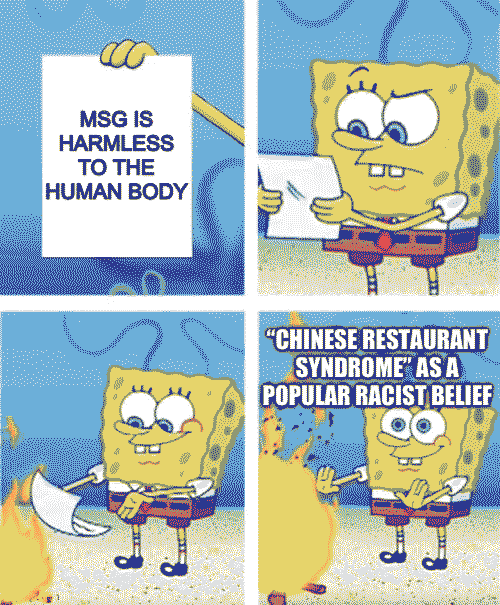 MSG IS
HARMLESS
TO THE
HUMAN BODY
“CHINESE RESTAURANT
SYNDROME” AS A
POPULAR RACIST BELIEF